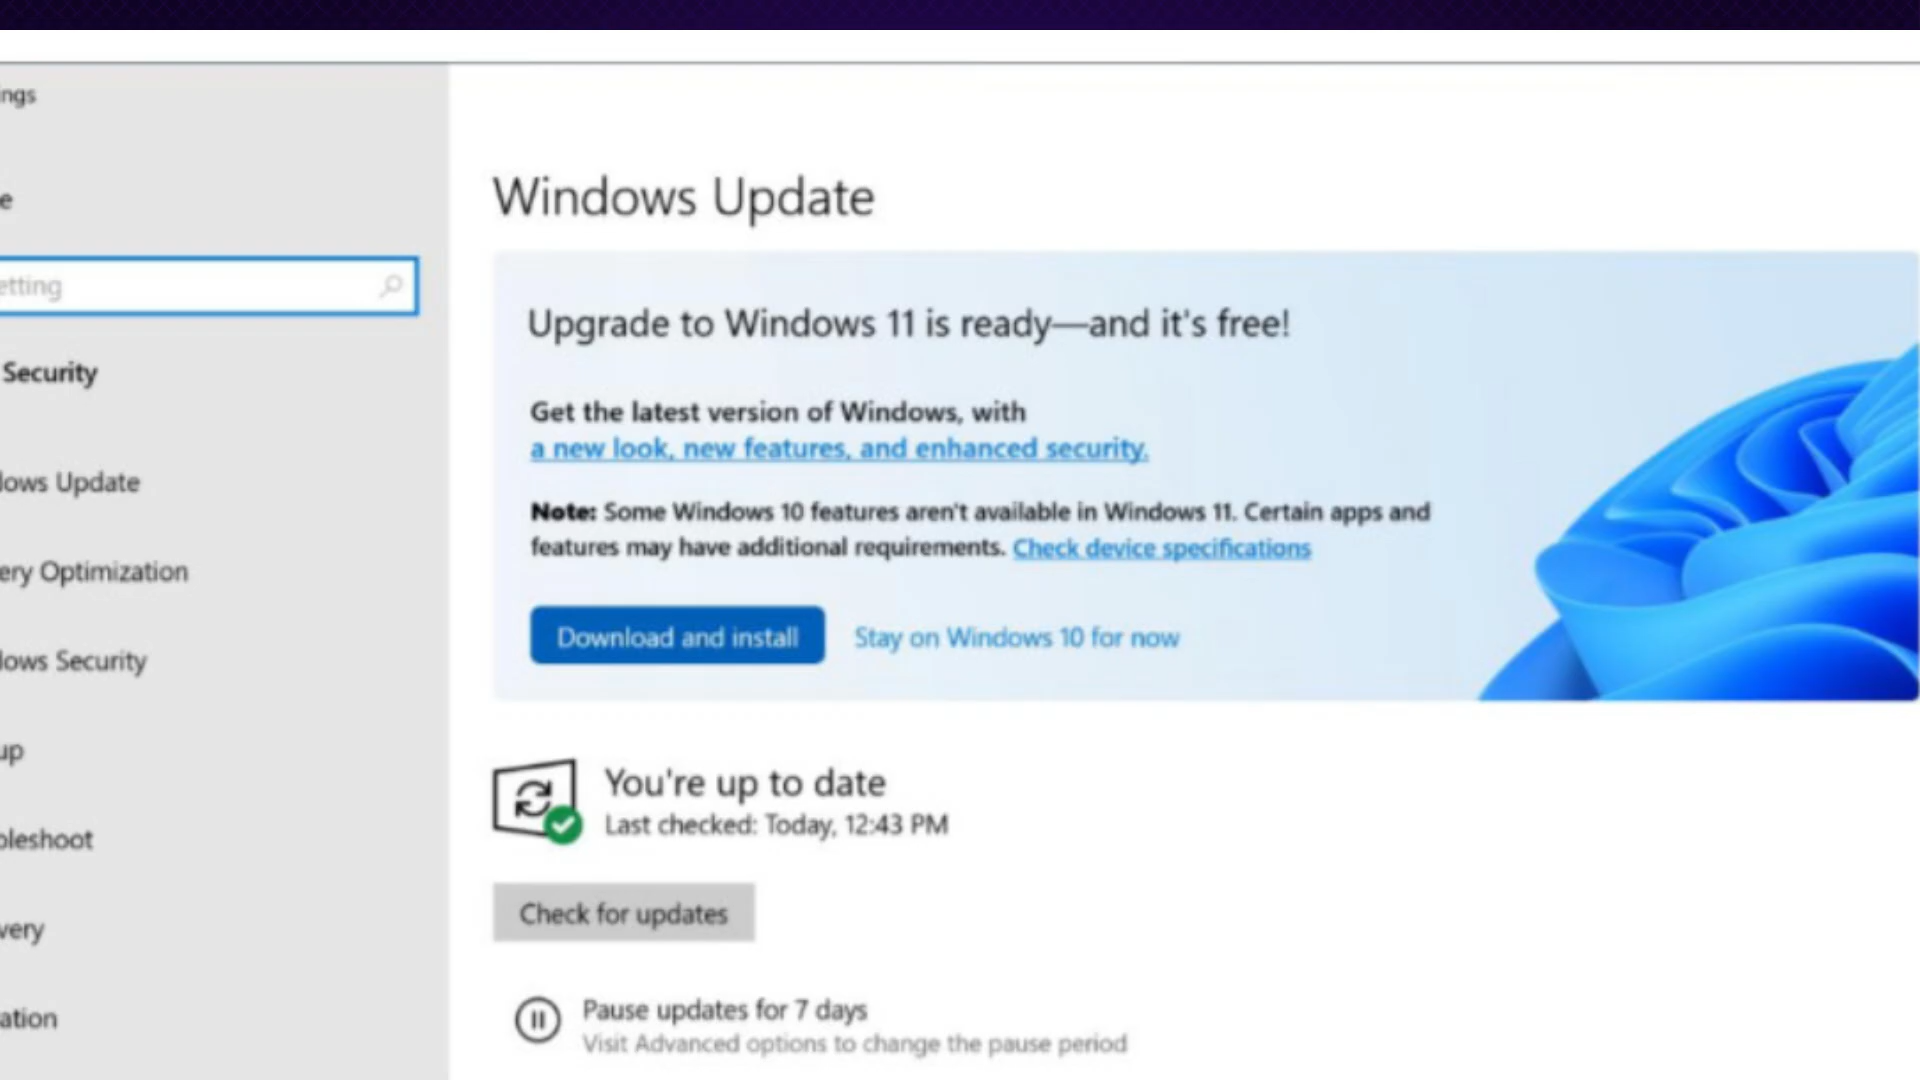 ings
e
etting
Security
lows Update
ery Optimization
lows Security
up
bleshoot
very
ation
Windows Update
Upgrade to Windows 11 is ready—and it's free!
Get the latest version of Windows, with
a new look, new features, and enhanced security.
Note: Some Windows 10 features aren't available in Windows 11. Certain apps and
features may have additional requirements. Check device specifications
Download and install Stay on Windows 10 for now
You're up to date
Last checked: Today, 12:43 PM
Check for updates
Pause updates for 7 days
Visit Advanced options to change the pause period